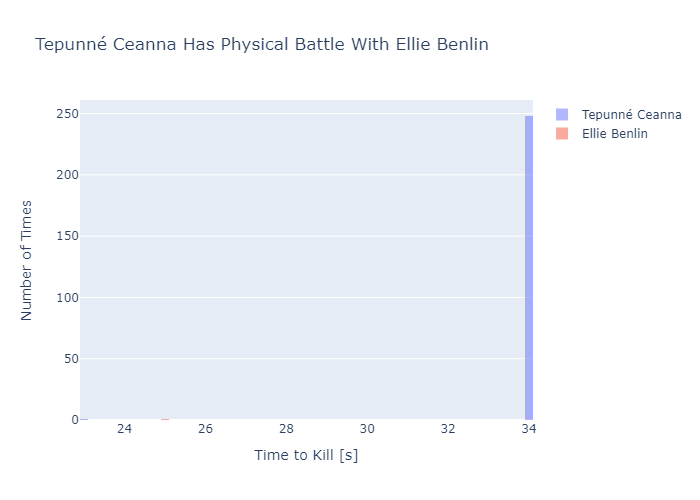 Tepunné Ceanna Has Physical Battle With Ellie Benlin
250
200
150
100
50
0
24 26 28 30 32 34
Number of Times
Time to Kill [s]
Tepunné Ceanna
Ellie Benlin